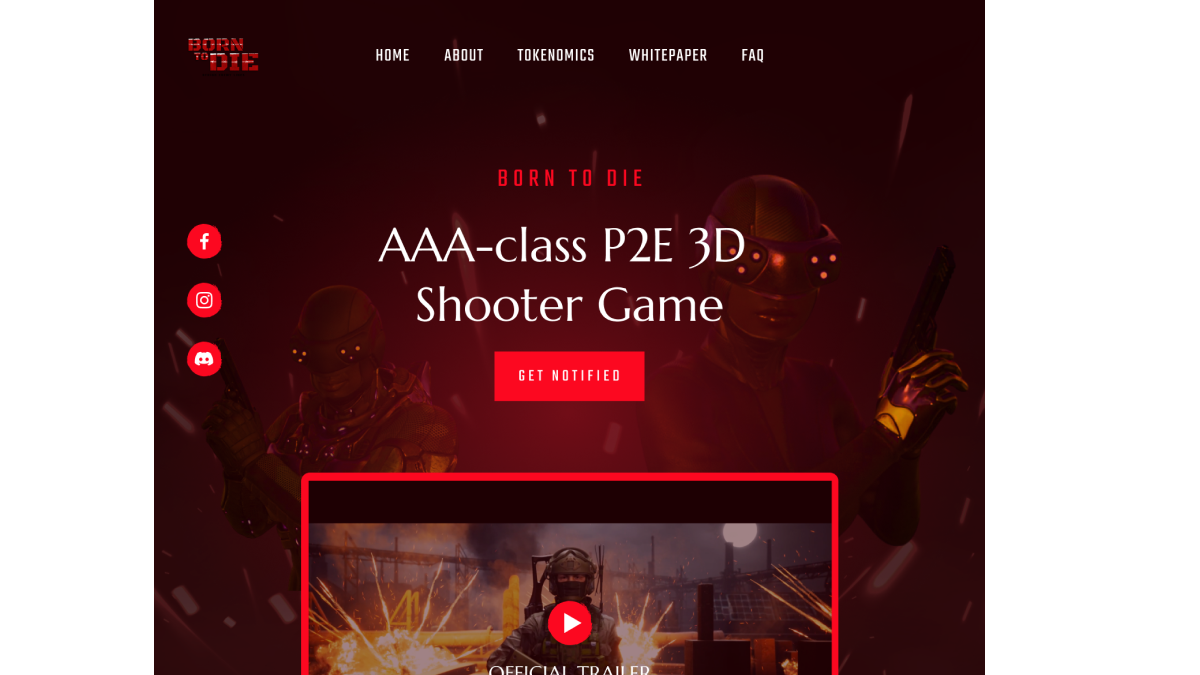 BORN
TO DIE
HOME ABOUT TOKENOMICS WHITEPAPER FAQ
BORN TO DIE
AAA-class P2E 3D
Shooter Game
GET NOTIFIED
OFFICIAL TRAILER